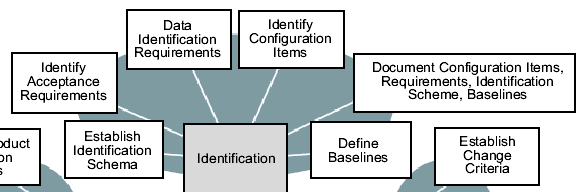 Data
Identification
Requirements
Identify
Configuration
Items
Identify
Acceptance
Requirements
Document Configuration Items,
Requirements, Identification
Scheme, Baselines
Establish
Identification
Schema
Identification
Define
Baselines
Establish
Change
Criteria